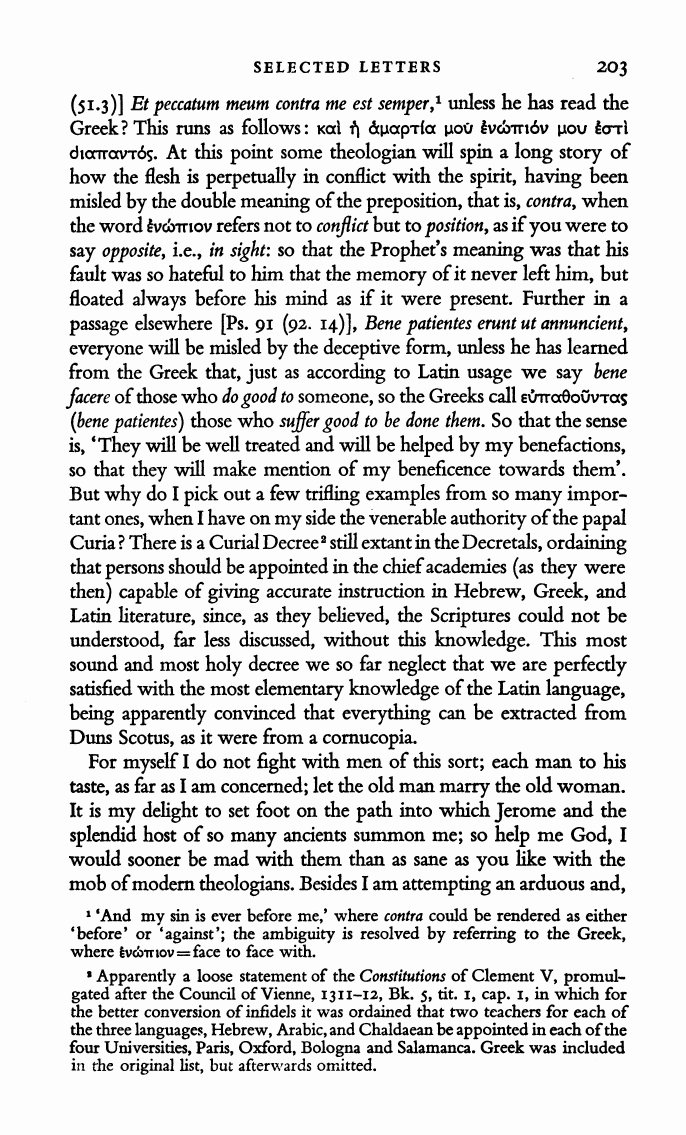 SELECTED LETTERS 203
(51.3)] Et peccatum meum contra me est semper,¹ unless he has read the
Greek? This runs as follows: καὶ ἡ ἁμαρτία μοῦ ἐνώπιόν μου ἐστὶ
διαπαντός. At this point some theologian will spin a long story of
how the flesh is perpetually in conflict with the spirit, having been
misled by the double meaning of the preposition, that is, contra, when
the word ἐνώπιον refers not to conflict but to position, as if you were to
say opposite, i.e., in sight: so that the Prophet's meaning was that his
fault was so hateful to him that the memory of it never left him, but
floated always before his mind as if it were present. Further in a
passage elsewhere [Ps. 91 (92. 14)], Bene patientes erunt ut annuncient,
everyone will be misled by the deceptive form, unless he has learned
from the Greek that, just as according to Latin usage we say bene
facere of those who do good to someone, so the Greeks call εὐπαθοῦντας
(bene patientes) those who suffer good to be done them. So that the sense
is, ‘They will be well treated and will be helped by my benefactions,
so that they will make mention of my beneficence towards them’.
But why do I pick out a few trifling examples from so many impor-
tant ones, when I have on my side the venerable authority of the papal
Curia? There is a Curial Decree² still extant in the Decretals, ordaining
that persons should be appointed in the chief academies (as they were
then) capable of giving accurate instruction in Hebrew, Greek, and
Latin literature, since, as they believed, the Scriptures could not be
understood, far less discussed, without this knowledge. This most
sound and most holy decree we so far neglect that we are perfectly
satisfied with the most elementary knowledge of the Latin language,
being apparently convinced that everything can be extracted from
Duns Scotus, as it were from a cornucopia.
For myself I do not fight with men of this sort; each man to his
taste, as far as I am concerned; let the old man marry the old woman.
It is my delight to set foot on the path into which Jerome and the
splendid host of so many ancients summon me; so help me God, I
would sooner be mad with them than as sane as you like with the
mob of modern theologians. Besides I am attempting an arduous and,
¹ ‘And my sin is ever before me,’ where contra could be rendered as either
‘before’ or ‘against’; the ambiguity is resolved by referring to the Greek,
where ἐνώπιον=face to face with.
² Apparently a loose statement of the Constitutions of Clement V, promul-
gated after the Council of Vienne, 1311–12, Bk. 5, tit. 1, cap. 1, in which for
the better conversion of infidels it was ordained that two teachers for each of
the three languages, Hebrew, Arabic, and Chaldaean be appointed in each of the
four Universities, Paris, Oxford, Bologna and Salamanca. Greek was included
in the original list, but afterwards omitted.